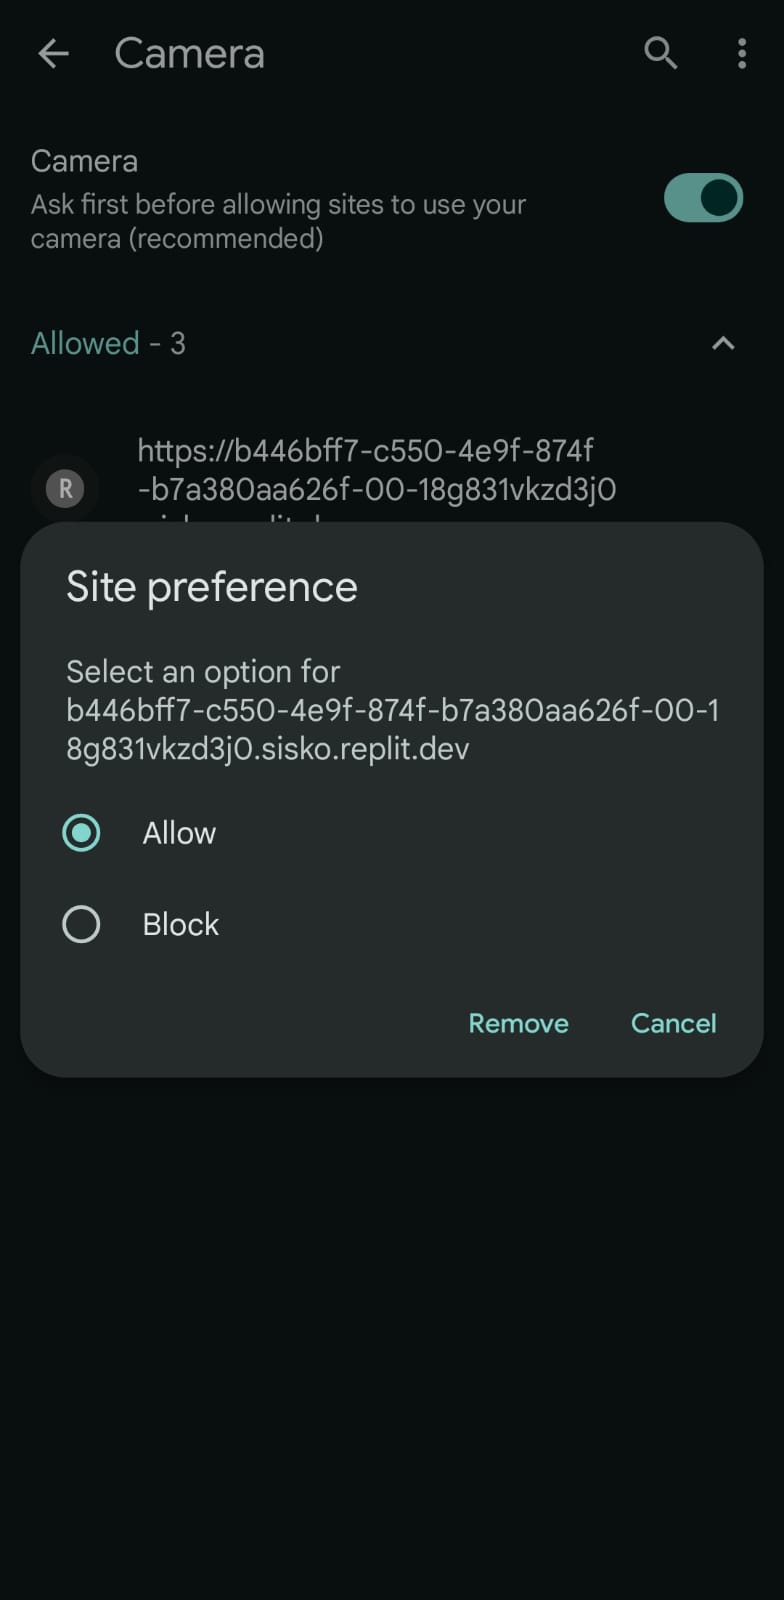 Camera
Camera
Ask first before allowing sites to use your
camera (recommended)
Allowed - 3
R
https://b446bff7-c550-4e9f-874f
-b7a380aa626f-00-18g831vkzd3j0
Site preference
Select an option for
b446bff7-c550-4e9f-874f-b7a380aa626f-00-1
8g831vkzd3j0.sisko.replit.dev
Allow
Block
Remove
Cancel